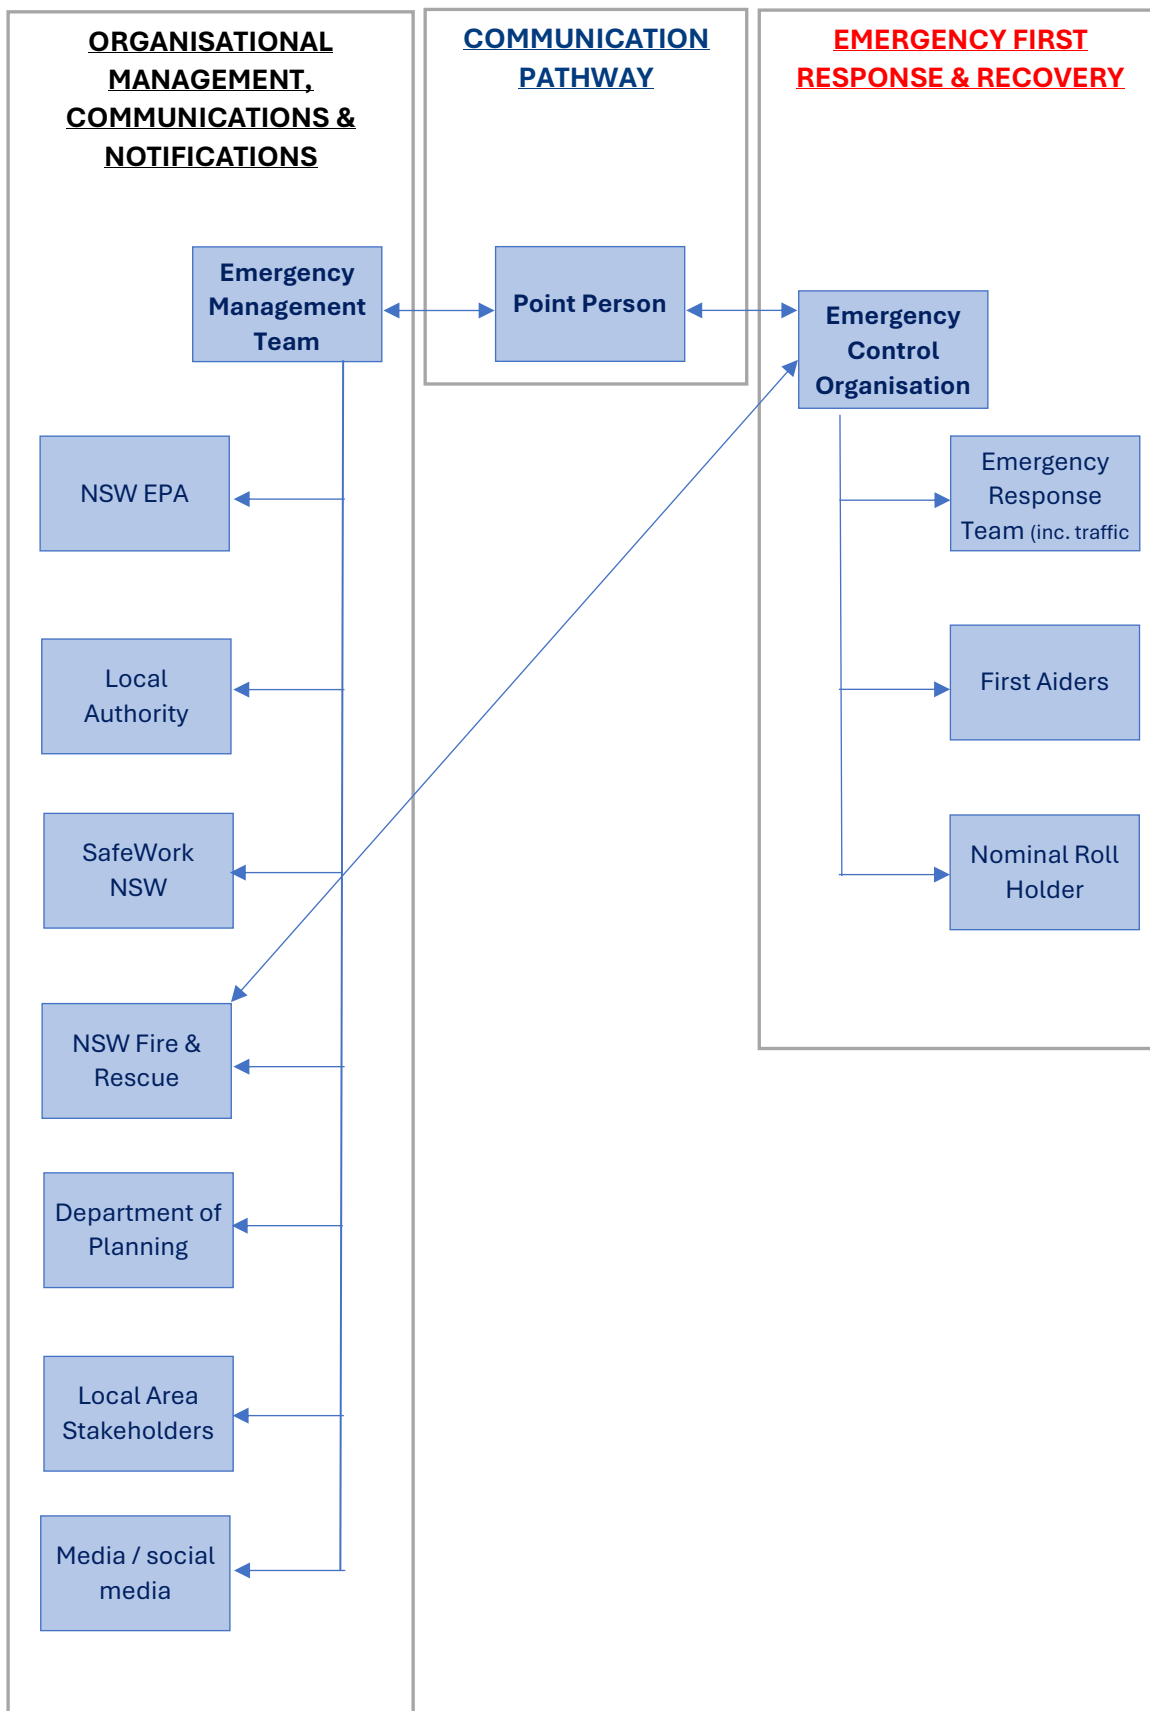 ORGANISATIONAL
MANAGEMENT,
COMMUNICATIONS &
NOTIFICATIONS
COMMUNICATION
PATHWAY
EMERGENCY FIRST
RESPONSE & RECOVERY
Emergency
Management
Team
Point Person
Emergency
Control
Organisation
NSW EPA
Local
Authority
SafeWork
NSW
NSW Fire &
Rescue
Department of
Planning
Local Area
Stakeholders
Media / social
media
Emergency
Response
Team (inc. traffic
First Aiders
Nominal Roll
Holder